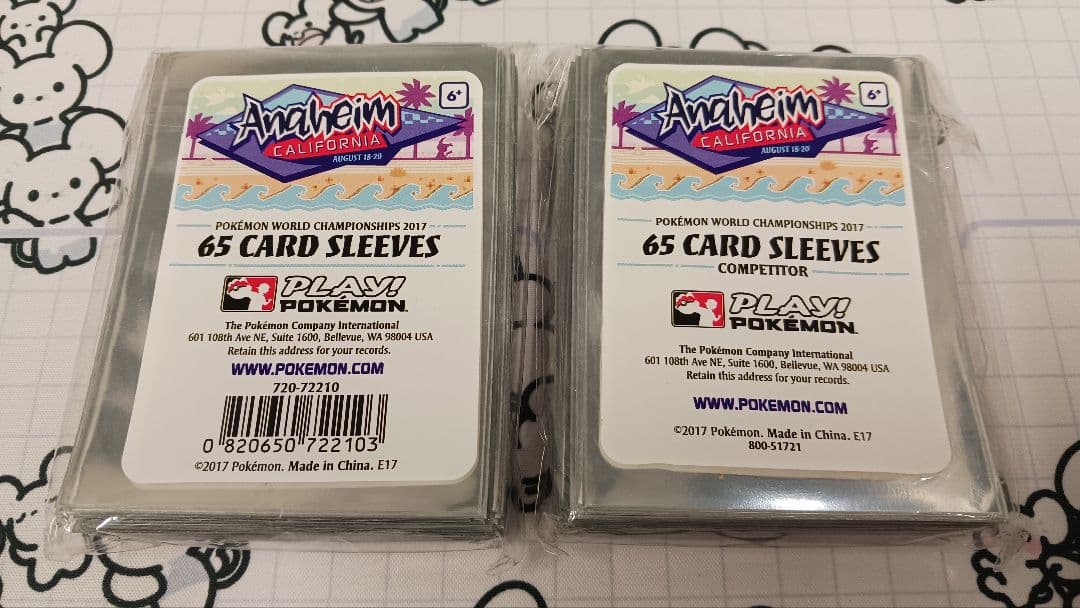 Anaheim
CALIFORNIA
AUGUST 18-20
6+
POKÉMON WORLD CHAMPIONSHIPS 2017
65 CARD SLEEVES
PLAY!
POKÉMON
The Pokémon Company International
601 108th Ave NE, Suite 1600, Bellevue, WA 98004 USA
Retain this address for your records.
WWW.POKEMON.COM
720-72210
0 820650 722103
©2017 Pokémon. Made in China. E17
Anaheim
CALIFORNIA
AUGUST 18-20
6+
POKÉMON WORLD CHAMPIONSHIPS 2017
65 CARD SLEEVES
COMPETITOR
PLAY!
POKÉMON
The Pokémon Company International
601 108th Ave NE, Suite 1600, Bellevue, WA 98004 USA
Retain this address for your records.
WWW.POKEMON.COM
©2017 Pokémon. Made in China. E17
800-51721